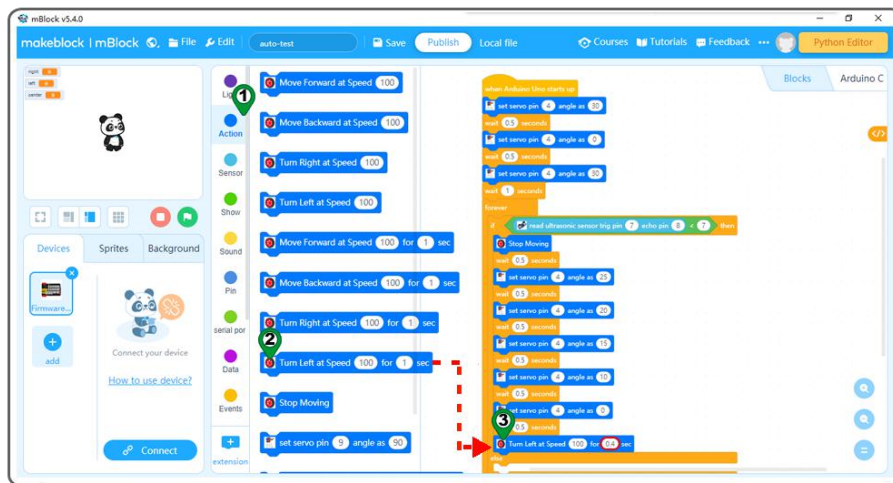 mBlock v5.4.0
makeblock | mBlock File Edit auto-test Save Publish Local file Courses Tutorials Feedback Python Editor
right
left
center
Devices Sprites Background
Firmware...
add
Connect your device
How to use device?
Connect
1
Action
Sensor
Show
Sound
Pin
serial por
Data
Events
extension
Move Forward at Speed 100
Move Backward at Speed 100
Turn Right at Speed 100
Turn Left at Speed 100
Move Forward at Speed 100 for 1 sec
Move Backward at Speed 100 for 1 sec
Turn Right at Speed 100 for 1 sec
2
Turn Left at Speed 100 for 1 sec
Stop Moving
set servo pin 9 angle as 90
Blocks Arduino C
when Arduino Uno starts up
set servo pin 4 angle as 30
wait 0.5 seconds
set servo pin 4 angle as 0
wait 0.5 seconds
set servo pin 4 angle as 30
wait 1 seconds
forever
if read ultrasonic sensor trig pin 7 echo pin 8 < 7 then
Stop Moving
wait 0.5 seconds
set servo pin 4 angle as 25
wait 0.5 seconds
set servo pin 4 angle as 20
wait 0.5 seconds
set servo pin 4 angle as 15
wait 0.5 seconds
set servo pin 4 angle as 10
wait 0.5 seconds
set servo pin 4 angle as 0
0.5 seconds
3
Turn Left at Speed 100 for 0.4 sec
else